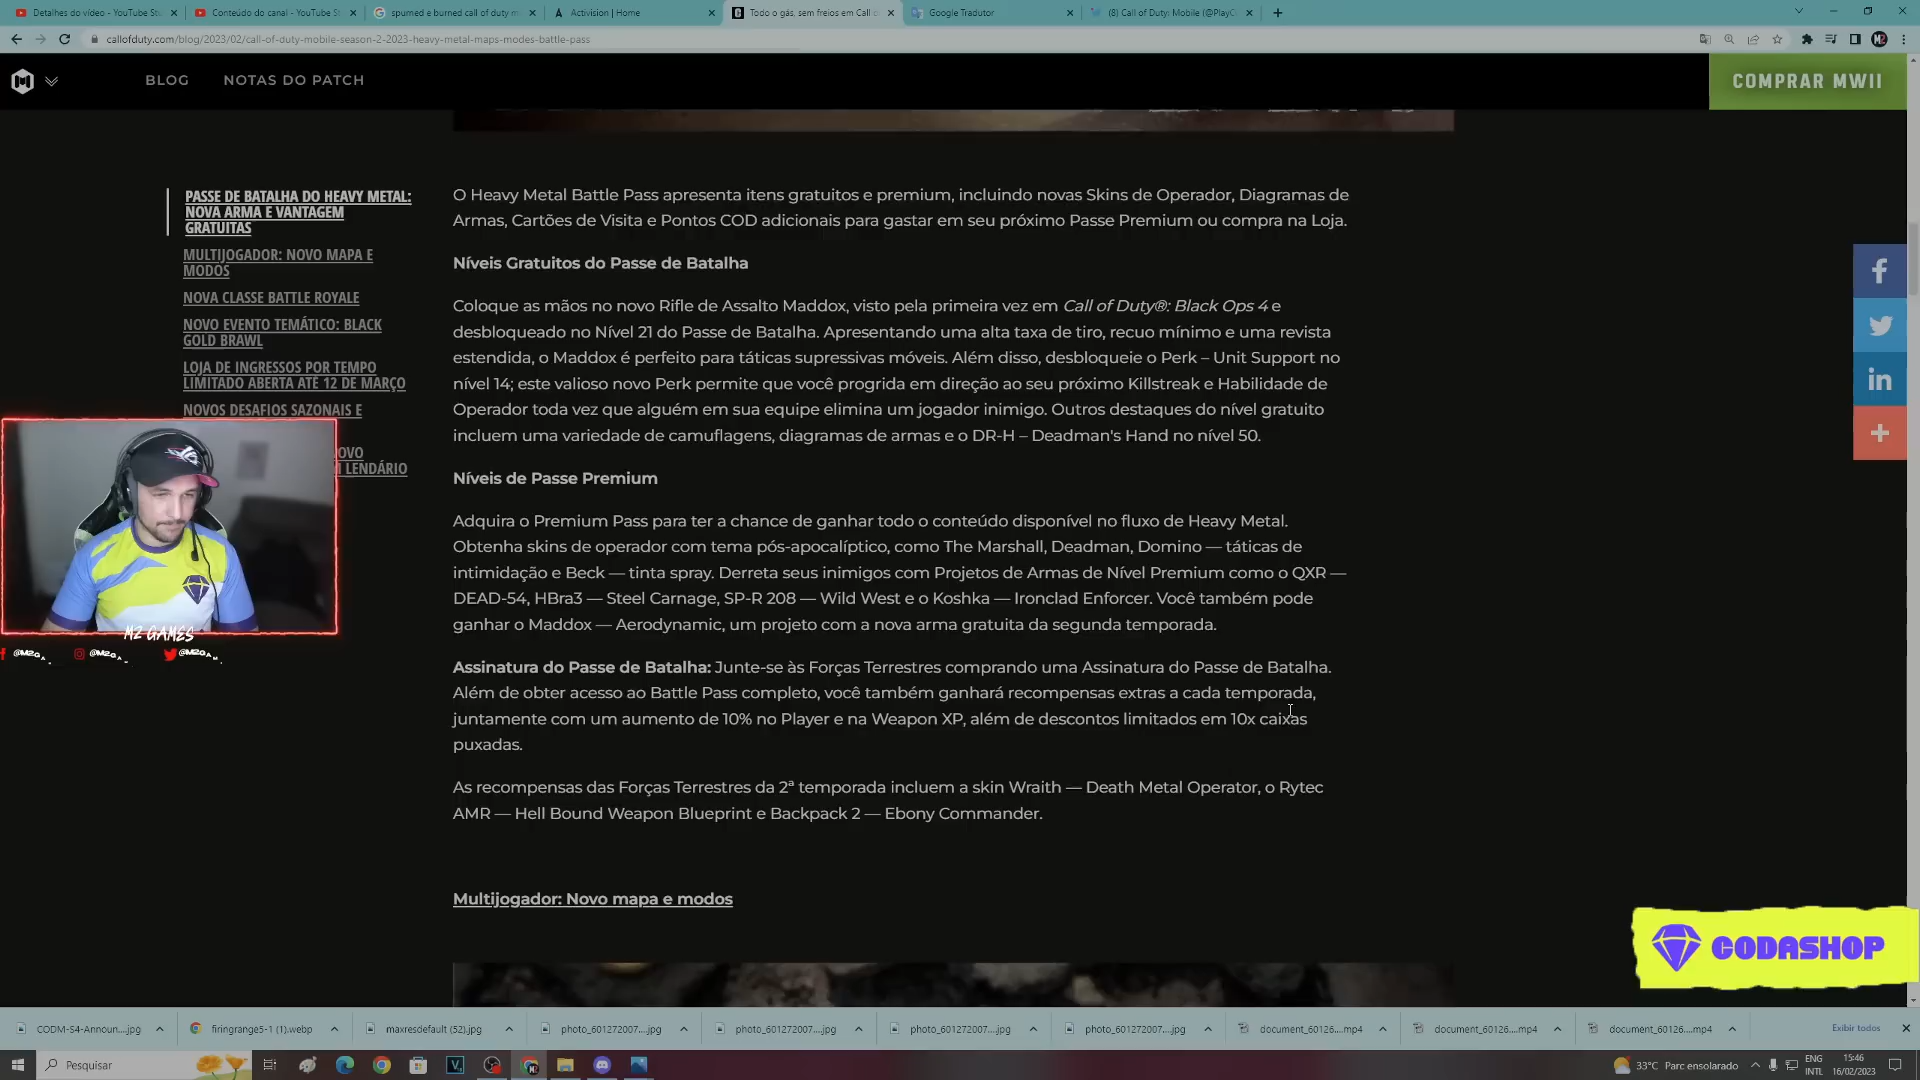 Detalhes do vídeo - YouTube Stu
Conteúdo do canal - YouTube S
spumed e burned call of duty m
Activision | Home
Todo o gás, sem freios em Call o
Google Tradutor
(8) Call of Duty: Mobile (@PlayC
callofduty.com/blog/2023/02/call-of-duty-mobile-season-2-2023-heavy-metal-maps-modes-battle-pass
BLOG
NOTAS DO PATCH
COMPRAR MWII
PASSE DE BATALHA DO HEAVY METAL:
NOVA ARMA E VANTAGEM
GRATUITAS
MULTIJOGADOR: NOVO MAPA E
MODOS
NOVA CLASSE BATTLE ROYALE
NOVO EVENTO TEMÁTICO: BLACK
GOLD BRAWL
LOJA DE INGRESSOS POR TEMPO
LIMITADO ABERTA ATÉ 12 DE MARÇO
NOVOS DESAFIOS SAZONAIS E
OVO
LENDÁRIO
O Heavy Metal Battle Pass apresenta itens gratuitos e premium, incluindo novas Skins de Operador, Diagramas de
Armas, Cartões de Visita e Pontos COD adicionais para gastar em seu próximo Passe Premium ou compra na Loja.
Níveis Gratuitos do Passe de Batalha
Coloque as mãos no novo Rifle de Assalto Maddox, visto pela primeira vez em Call of Duty®: Black Ops 4 e
desbloqueado no Nível 21 do Passe de Batalha. Apresentando uma alta taxa de tiro, recuo mínimo e uma revista
estendida, o Maddox é perfeito para táticas supressivas móveis. Além disso, desbloqueie o Perk – Unit Support no
nível 14; este valioso novo Perk permite que você progrida em direção ao seu próximo Killstreak e Habilidade de
Operador toda vez que alguém em sua equipe elimina um jogador inimigo. Outros destaques do nível gratuito
incluem uma variedade de camuflagens, diagramas de armas e o DR-H – Deadman's Hand no nível 50.
Níveis de Passe Premium
Adquira o Premium Pass para ter a chance de ganhar todo o conteúdo disponível no fluxo de Heavy Metal.
Obtenha skins de operador com tema pós-apocalíptico, como The Marshall, Deadman, Domino — táticas de
intimidação e Beck — tinta spray. Derreta seus inimigos com Projetos de Armas de Nível Premium como o QXR —
DEAD-54, HBra3 — Steel Carnage, SP-R 208 — Wild West e o Koshka — Ironclad Enforcer. Você também pode
ganhar o Maddox — Aerodynamic, um projeto com a nova arma gratuita da segunda temporada.
Assinatura do Passe de Batalha: Junte-se às Forças Terrestres comprando uma Assinatura do Passe de Batalha.
Além de obter acesso ao Battle Pass completo, você também ganhará recompensas extras a cada temporada,
juntamente com um aumento de 10% no Player e na Weapon XP, além de descontos limitados em 10x caixas
puxadas.
As recompensas das Forças Terrestres da 2ª temporada incluem a skin Wraith — Death Metal Operator, o Rytec
AMR — Hell Bound Weapon Blueprint e Backpack 2 — Ebony Commander.
Multijogador: Novo mapa e modos
M2 GAMES
CODASHOP
CODM-S4-Announ....jpg
firingrange5-1 (1).webp
maxresdefault (52).jpg
photo_601272007....jpg
photo_601272007....jpg
photo_601272007....jpg
photo_601272007....jpg
document_60126....mp4
document_60126....mp4
document_60126....mp4
Exibir todos
Pesquisar
33°C Parc ensolarado
ENG
INTL
15:46
16/02/2023